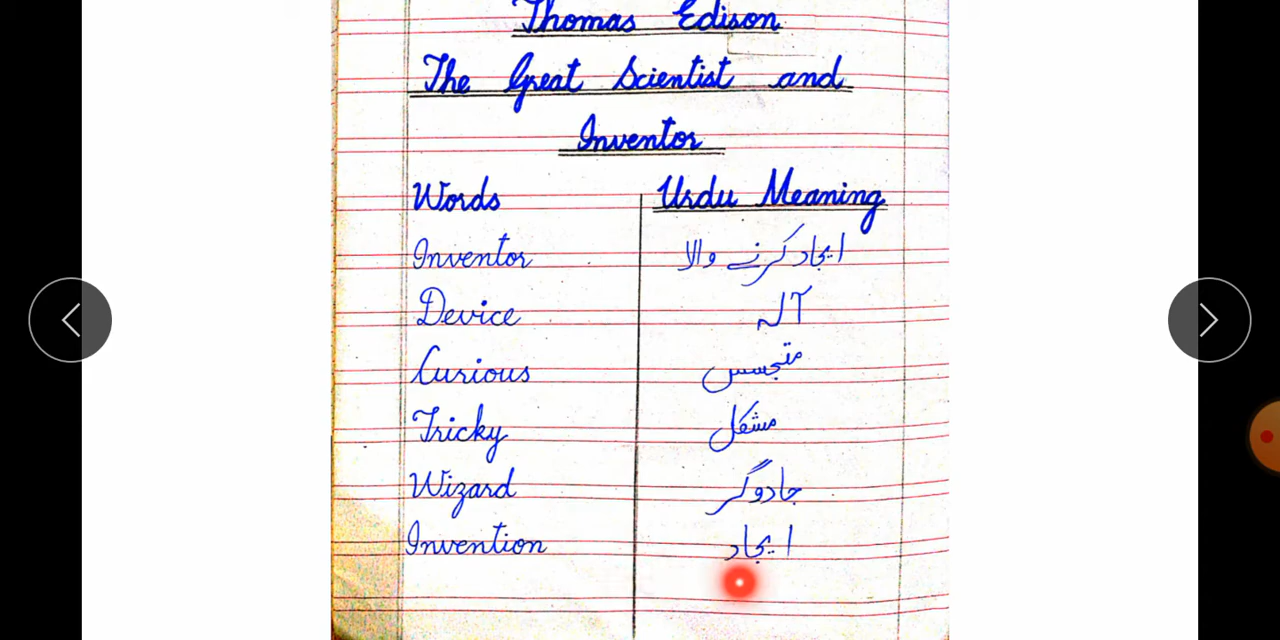 Thomas Edison
The Great Scientist and
Inventor
Words Urdu Meaning
Inventor ایجاد کرنے والا
Device آلہ
Curious متجسس
Tricky مشکل
Wizard جادوگر
Invention ایجاد